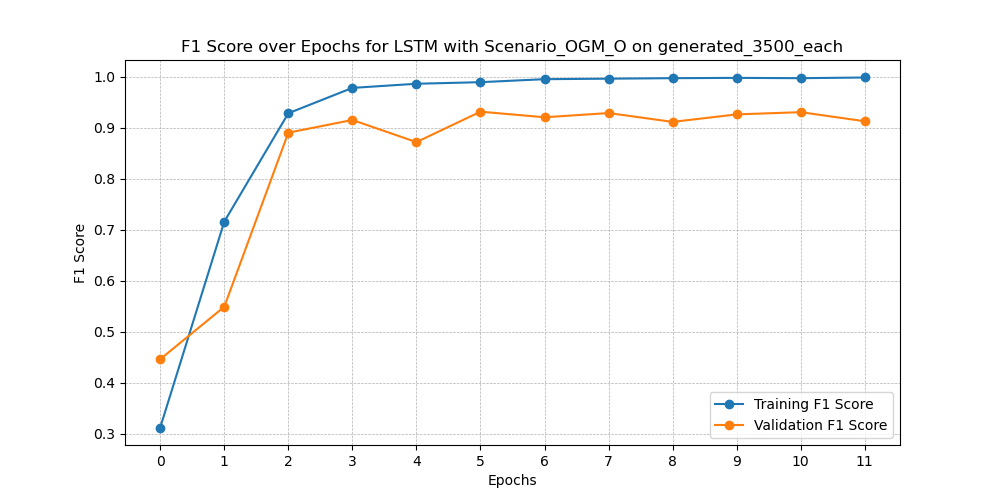 F1 Score over Epochs for LSTM with Scenario_OGM_O on generated_3500_each
1.0
0.9
0.8
0.7
0.6
0.5
0.4
0.3
F1 Score
Training F1 Score
Validation F1 Score
0 1 2 3 4 5 6 7 8 9 10 11
Epochs